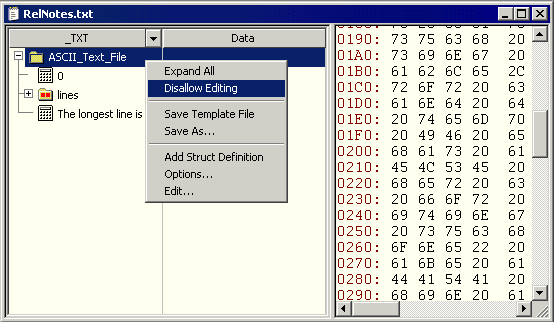 RelNotes.txt
_TXT Data
ASCII_Text_File
0
lines
The longest line is
Expand All
Disallow Editing
Save Template File
Save As...
Add Struct Definition
Options...
Edit...
0190: 73 75 63 68 20
01A0: 73 69 6E 67 20
01B0: 61 62 6C 65 2C
01C0: 72 6F 72 20 63
01D0: 61 6E 64 20 64
01E0: 20 74 65 6D 70
01F0: 20 49 46 20 65
0200: 68 61 73 20 61
0210: 45 4C 53 45 20
0220: 68 65 72 20 63
0230: 20 66 6F 72 20
0240: 69 74 69 6E 67
0250: 20 73 75 63 68
0260: 6F 6E 65 22 20
0270: 61 6B 65 20 61
0280: 44 41 54 41 20
0290: 68 69 6E 20 61